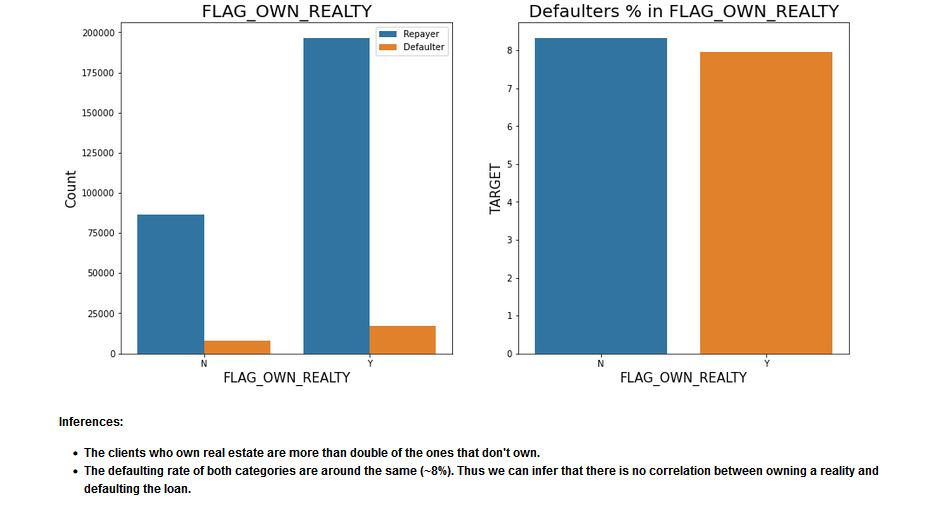 FLAG_OWN_REALTY
Defaulters % in FLAG_OWN_REALTY
Repayer
Defaulter
200000
175000
150000
125000
100000
75000
50000
25000
0
Count
N
Y
FLAG_OWN_REALTY
8
7
6
5
4
3
2
1
0
TARGET
N
Y
FLAG_OWN_REALTY
Inferences:
• The clients who own real estate are more than double of the ones that don't own.
• The defaulting rate of both categories are around the same (~8%). Thus we can infer that there is no correlation between owning a reality and
defaulting the loan.